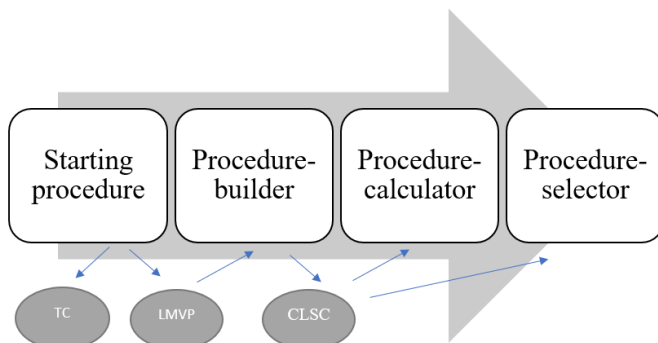 Starting
procedure
Procedure-
builder
Procedure-
calculator
Procedure-
selector
TC
LMVP
CLSC